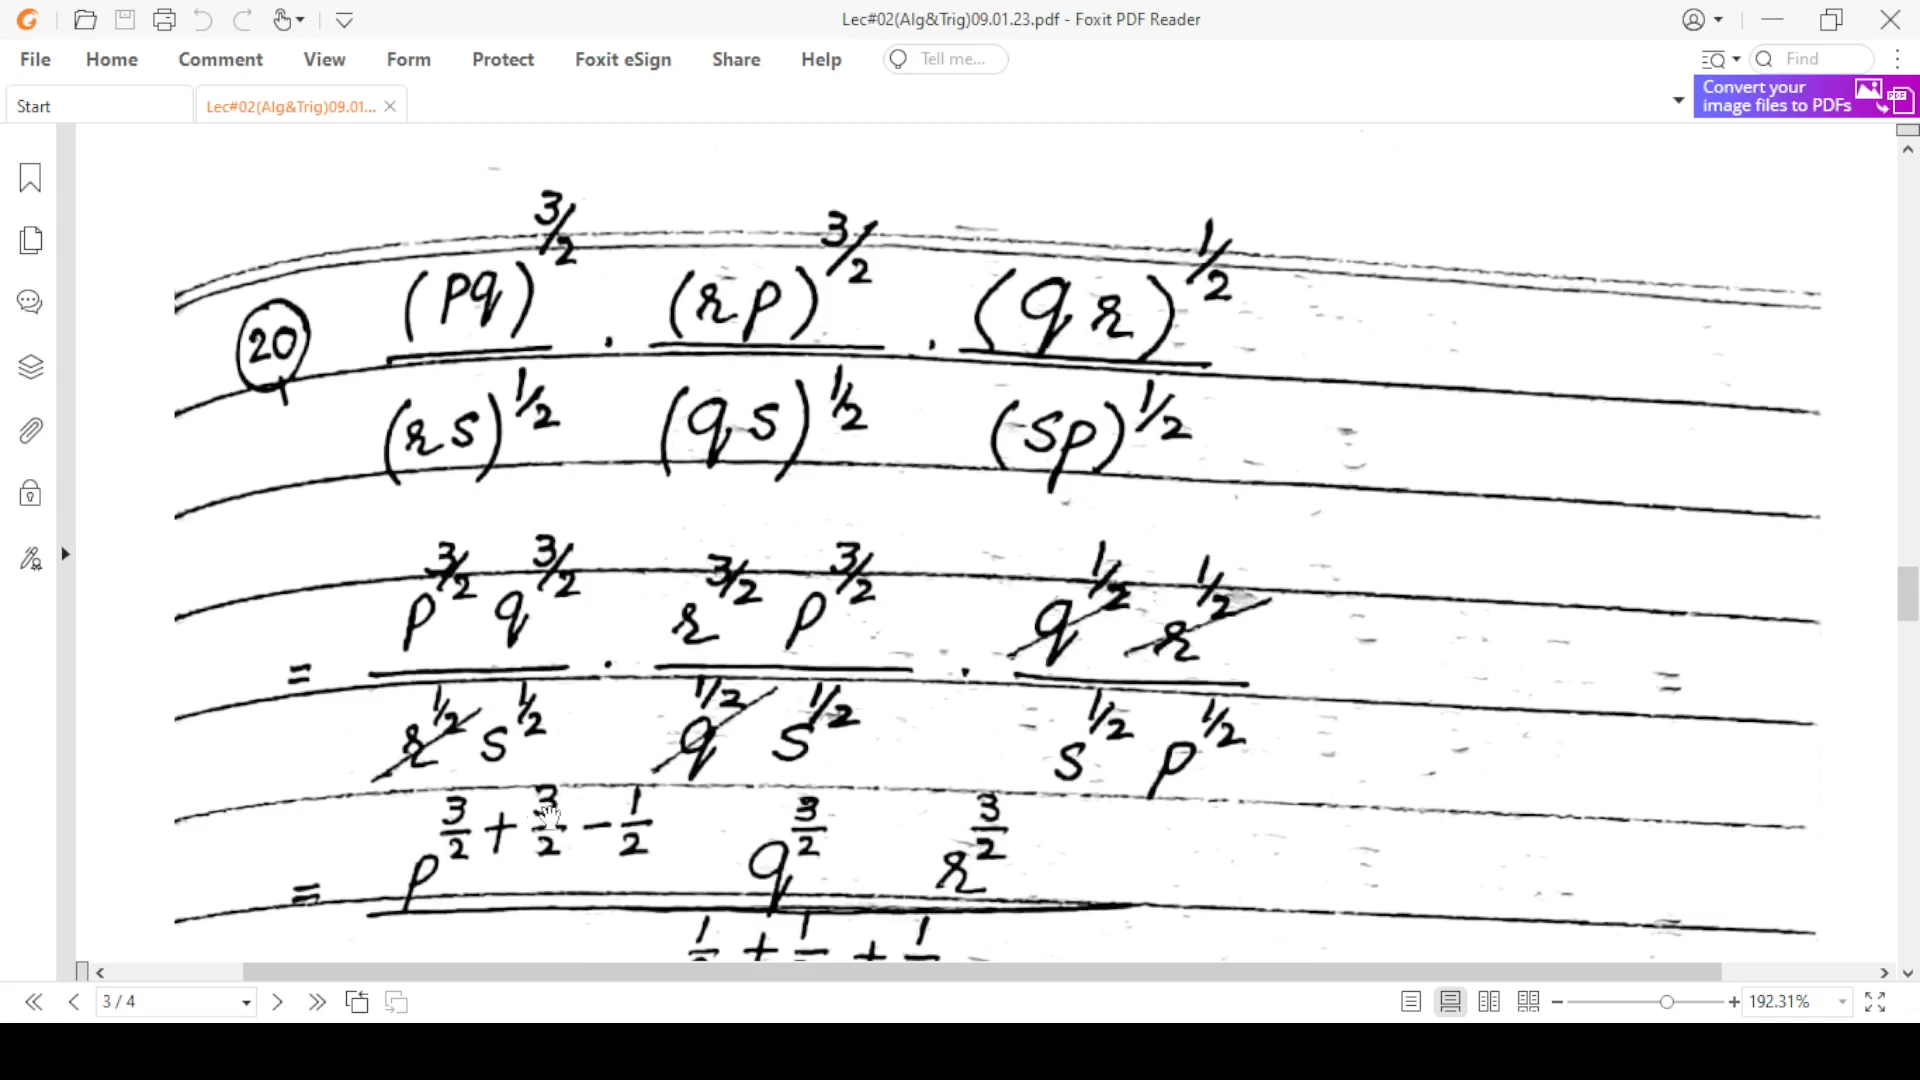 Lec#02(Alg&Trig)09.01.23.pdf - Foxit PDF Reader
File Home Comment View Form Protect Foxit eSign Share Help Tell me... Find
Start Lec#02(Alg&Trig)09.01...
Convert your
image files to PDFs
(20) (pq)^3/2 / (rs)^1/2 . (rp)^3/2 / (qs)^1/2 . (qr)^1/2 / (sp)^1/2
= p^3/2 q^3/2 / r^1/2 s^1/2 . r^3/2 p^3/2 / q^1/2 s^1/2 . q^1/2 r^1/2 / s^1/2 p^1/2 =
= p^3/2 + 3/2 - 1/2 q^3/2 r^3/2
3 / 4 192.31%